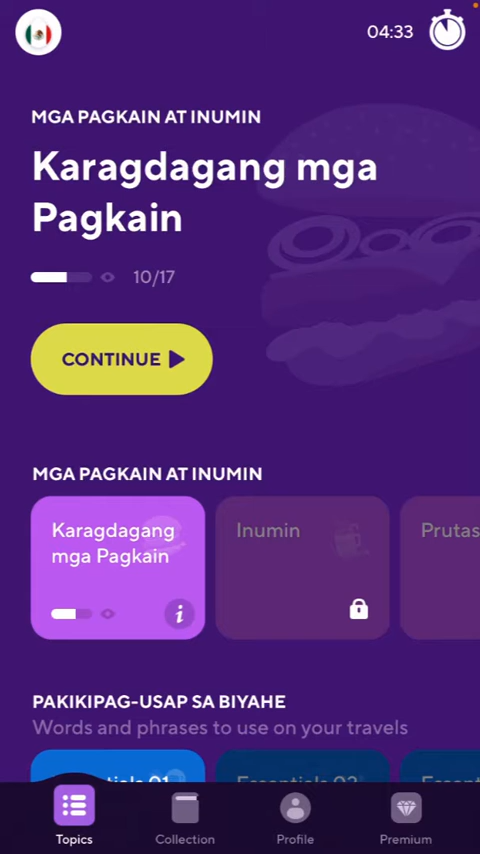 04:33
MGA PAGKAIN AT INUMIN
Karagdagang mga
Pagkain
10/17
CONTINUE
MGA PAGKAIN AT INUMIN
Karagdagang
mga Pagkain
i
Inumin
Prutas
PAKIKIPAG-USAP SA BIYAHE
Words and phrases to use on your travels
Topics
Collection
Profile
Premium